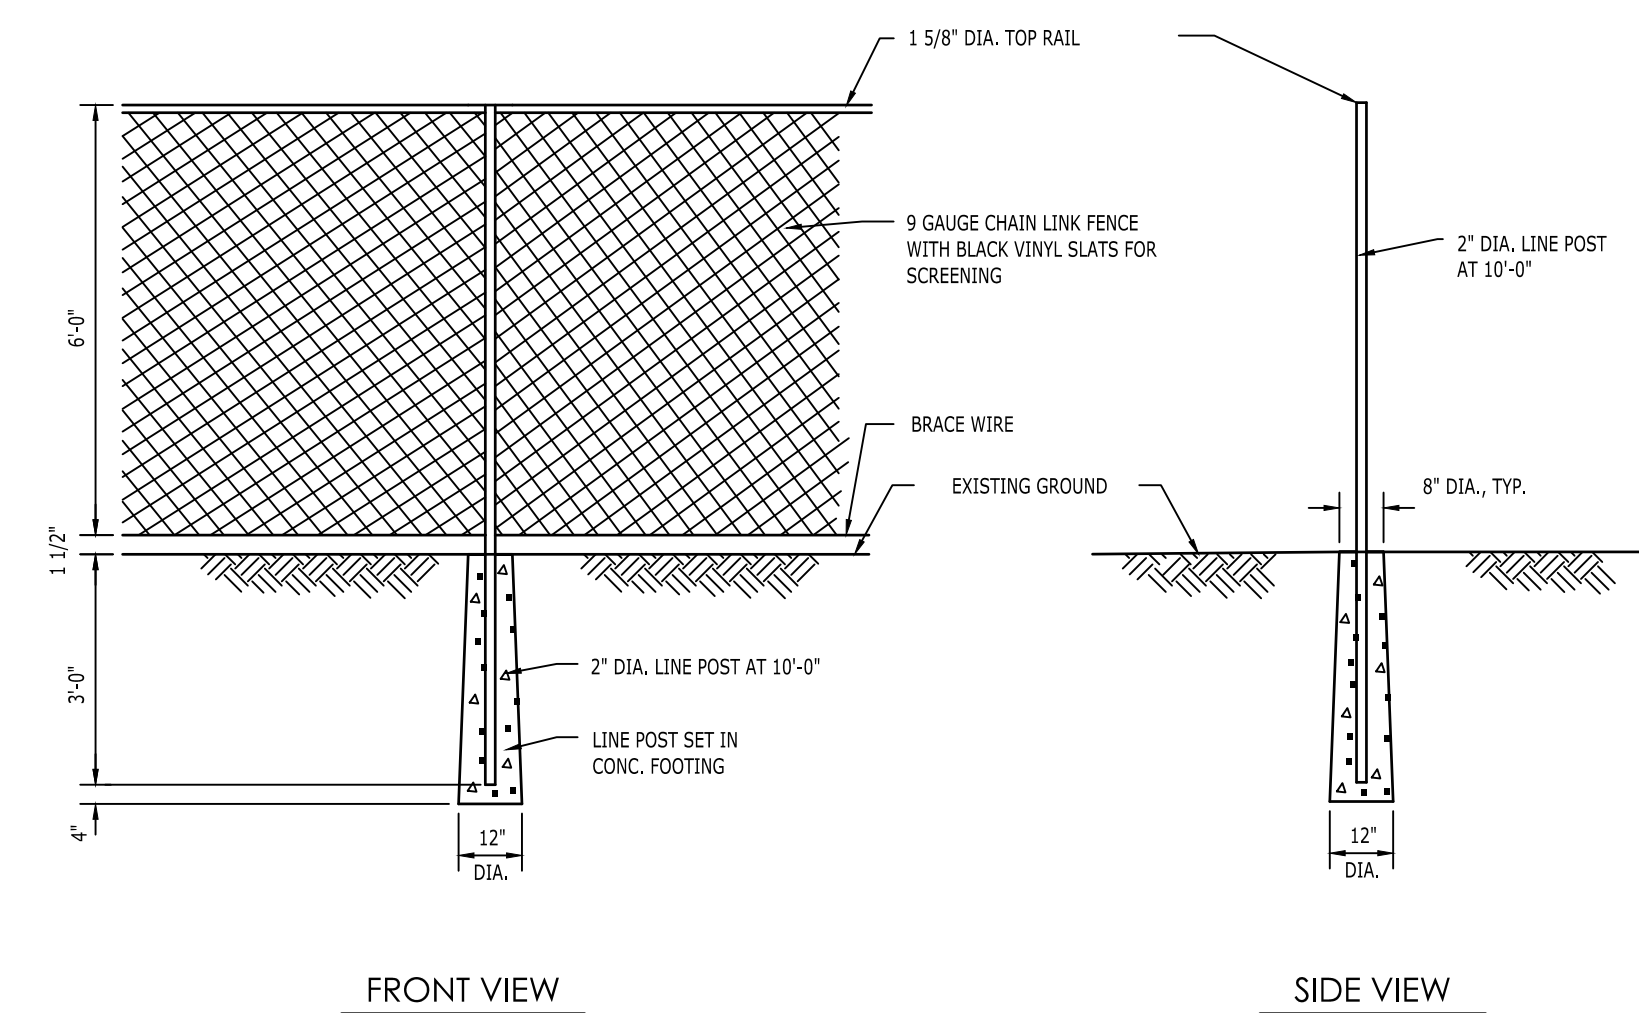 1 5/8" DIA. TOP RAIL
9 GAUGE CHAIN LINK FENCE
WITH BLACK VINYL SLATS FOR
SCREENING
2" DIA. LINE POST
AT 10'-0"
6'-0"
BRACE WIRE
EXISTING GROUND
8" DIA., TYP.
1 1/2"
3'-0"
2" DIA. LINE POST AT 10'-0"
LINE POST SET IN
CONC. FOOTING
4"
12"
DIA.
12"
DIA.
FRONT VIEW
SIDE VIEW